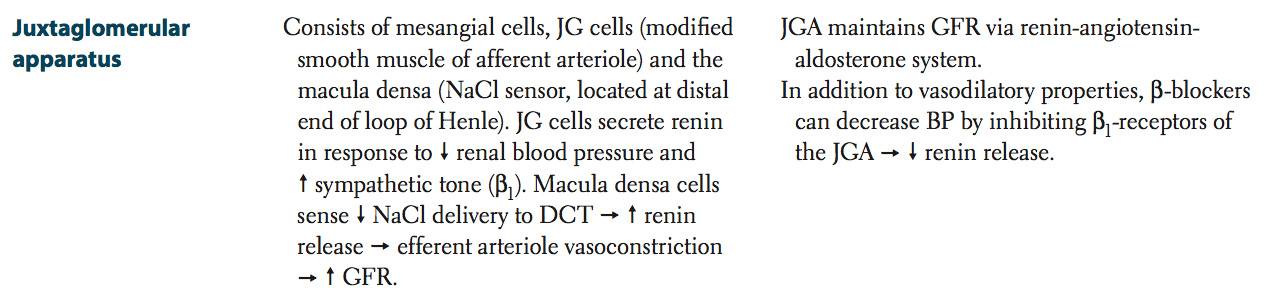 Juxtaglomerular
apparatus
Consists of mesangial cells, JG cells (modified
smooth muscle of afferent arteriole) and the
macula densa (NaCl sensor, located at distal
end of loop of Henle). JG cells secrete renin
in response to ↓ renal blood pressure and
↑ sympathetic tone (β₁). Macula densa cells
sense ↓ NaCl delivery to DCT → ↑ renin
release → efferent arteriole vasoconstriction
→ ↑ GFR.
JGA maintains GFR via renin-angiotensin-
aldosterone system.
In addition to vasodilatory properties, β-blockers
can decrease BP by inhibiting β₁-receptors of
the JGA → ↓ renin release.